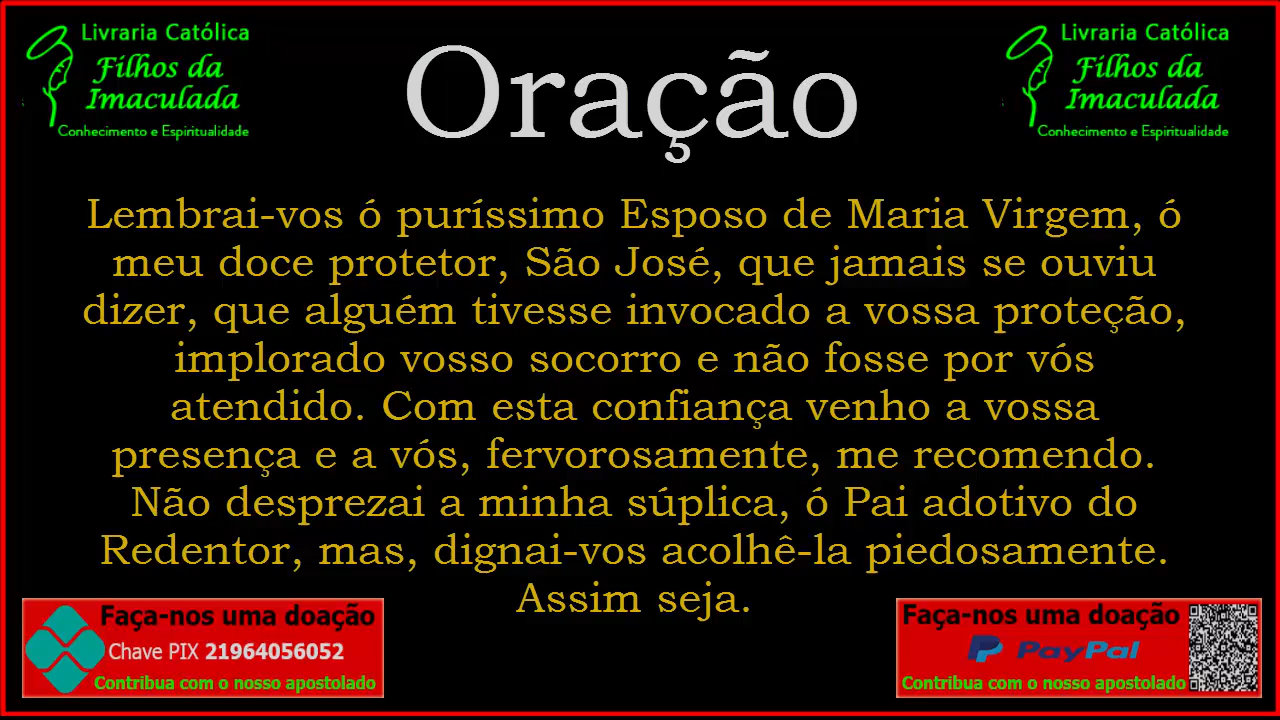 Livraria Católica
Filhos da
Imaculada
Conhecimento e Espiritualidade
Oração
Livraria Católica
Filhos da
Imaculada
Conhecimento e Espiritualidade
Lembrai-vos ó puríssimo Esposo de Maria Virgem, ó
meu doce protetor, São José, que jamais se ouviu
dizer, que alguém tivesse invocado a vossa proteção,
implorado vosso socorro e não fosse por vós
atendido. Com esta confiança venho a vossa
presença e a vós, fervorosamente, me recomendo.
Não desprezai a minha súplica, ó Pai adotivo do
Redentor, mas, dignai-vos acolhê-la piedosamente.
Assim seja.
Faça-nos uma doação
Chave PIX 21964056052
Contribua com o nosso apostolado
Faça-nos uma doação
PayPal
Contribua com o nosso apostolado